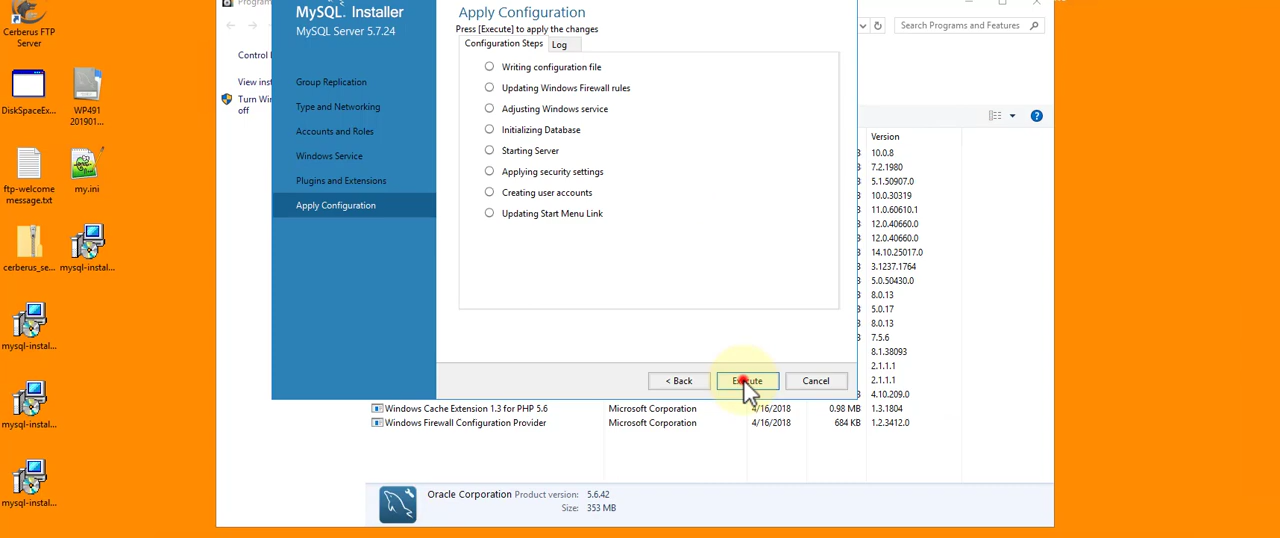 Cerberus FTP
Server
DiskSpaceEx...
WP491
201901...
ftp-welcome
message.txt
my.ini
cerberus_se...
mysql-instal...
mysql-instal...
mysql-instal...
mysql-instal...
Program
Control
View inst
Turn Win
off
MySQL. Installer
MySQL Server 5.7.24
Group Replication
Type and Networking
Accounts and Roles
Windows Service
Plugins and Extensions
Apply Configuration
Apply Configuration
Press [Execute] to apply the changes
Configuration Steps
Log
Writing configuration file
Updating Windows Firewall rules
Adjusting Windows service
Initializing Database
Starting Server
Applying security settings
Creating user accounts
Updating Start Menu Link
< Back
Execute
Cancel
Search Programs and Features
Version
10.0.8
7.2.1980
5.1.50907.0
10.0.30319
11.0.60610.1
12.0.40660.0
12.0.40660.0
14.10.25017.0
3.1237.1764
5.0.50430.0
8.0.13
5.0.17
8.0.13
7.5.6
8.1.38093
2.1.1.1
2.1.1.1
4.10.209.0
Windows Cache Extension 1.3 for PHP 5.6 Microsoft Corporation 4/16/2018 0.98 MB 1.3.1804
Windows Firewall Configuration Provider Microsoft Corporation 4/16/2018 684 KB 1.2.3412.0
Oracle Corporation Product version: 5.6.42
Size: 353 MB